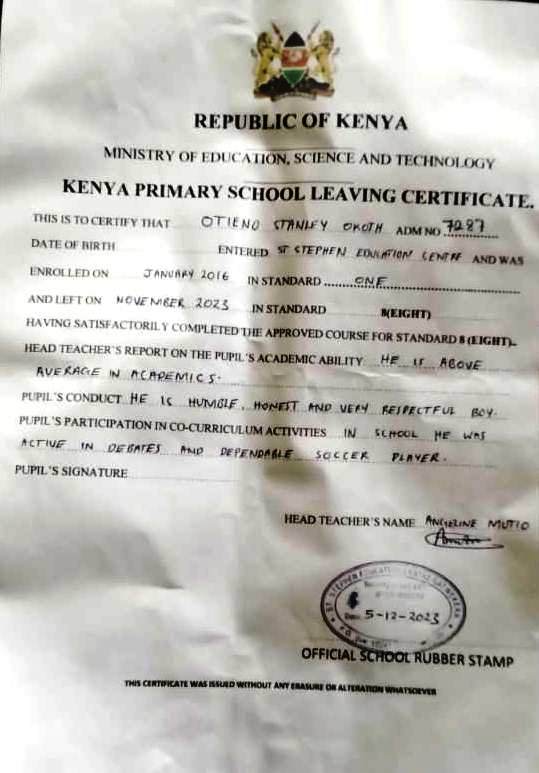 REPUBLIC OF KENYA
MINISTRY OF EDUCATION, SCIENCE AND TECHNOLOGY
KENYA PRIMARY SCHOOL LEAVING CERTIFICATE.
THIS IS TO CERTIFY THAT OTIENO STANLEY OKOTH ADM NO 7287
DATE OF BIRTH ENTERED ST STEPHEN EDUCATION CENTRE AND WAS
ENROLLED ON JANUARY 2016 IN STANDARD ONE
AND LEFT ON NOVEMBER 2023 IN STANDARD 8(EIGHT)
HAVING SATISFACTORILY COMPLETED THE APPROVED COURSE FOR STANDARD 8 (EIGHT).
HEAD TEACHER'S REPORT ON THE PUPIL'S ACADEMIC ABILITY HE IS ABOVE
AVERAGE IN ACADEMICS.
PUPIL'S CONDUCT HE IS HUMBLE, HONEST AND VERY RESPECTFUL BOY.
PUPIL'S PARTICIPATION IN CO-CURRICULUM ACTIVITIES IN SCHOOL HE WAS
ACTIVE IN DEBATES AND DEPENDABLE SOCCER PLAYER.
PUPIL'S SIGNATURE
HEAD TEACHER'S NAME ANGELINE MUTIO
ST. STEPHEN EDUCATION CENTRE
5-12-2023
OFFICIAL SCHOOL RUBBER STAMP
THIS CERTIFICATE WAS ISSUED WITHOUT ANY ERASURE OR ALTERATION WHATSOEVER